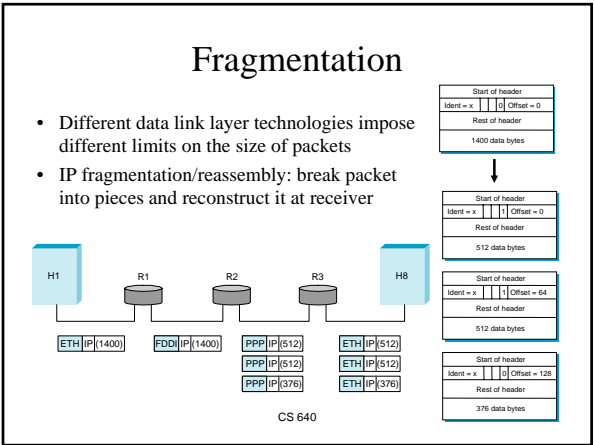 Fragmentation
• Different data link layer technologies impose
different limits on the size of packets
• IP fragmentation/reassembly: break packet
into pieces and reconstruct it at receiver
Start of header
Ident = x 0 Offset = 0
Rest of header
1400 data bytes
Start of header
Ident = x 1 Offset = 0
Rest of header
512 data bytes
Start of header
Ident = x 1 Offset = 64
Rest of header
512 data bytes
Start of header
Ident = x 0 Offset = 128
Rest of header
376 data bytes
H1 R1 R2 R3 H8
ETH IP (1400) FDDI IP (1400) PPP IP (512) ETH IP (512)
PPP IP (512) ETH IP (512)
PPP IP (376) ETH IP (376)
CS 640